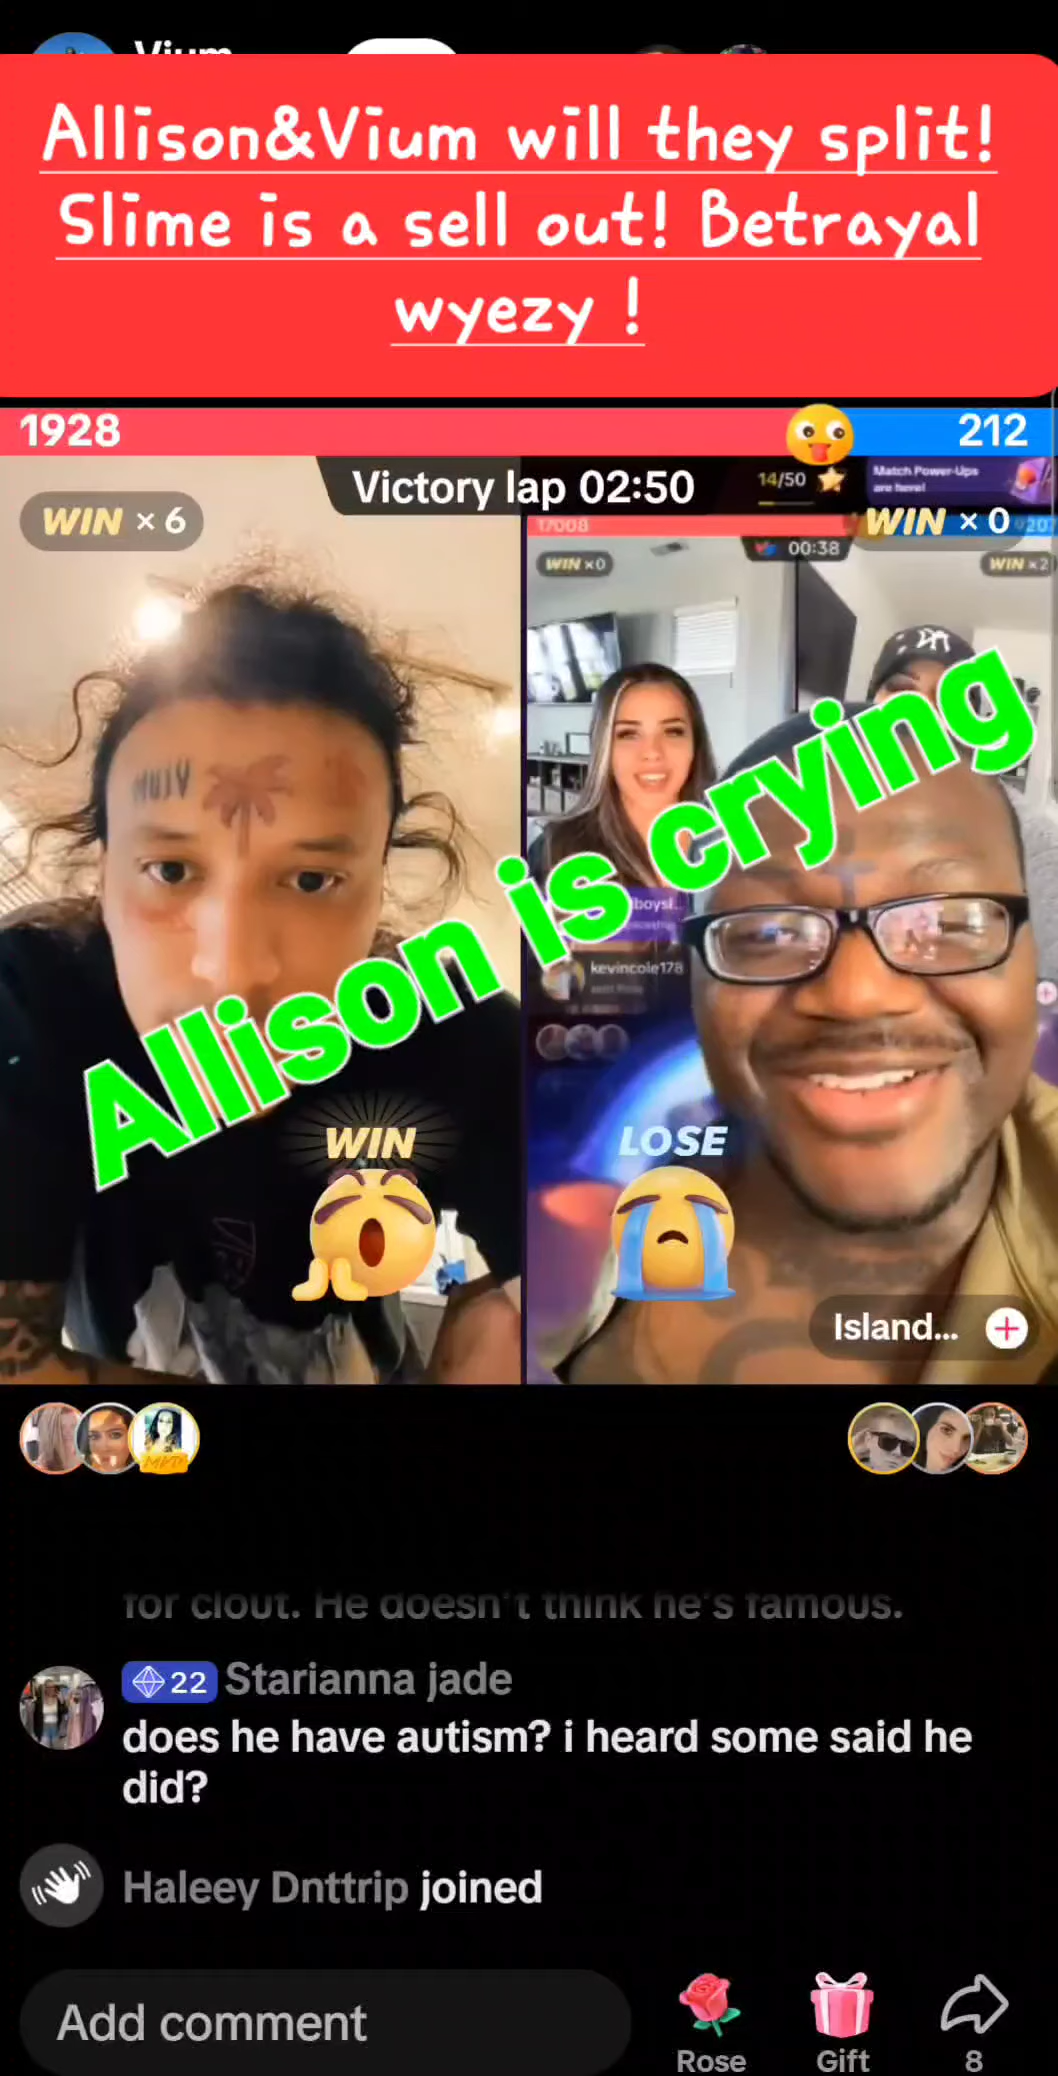 Vium
Allison&Vium will they split!
Slime is a sell out! Betrayal
wyezy !
1928
212
Victory lap 02:50
14/50
Match Power-Ups
are here!
WIN × 6
WIN × 0
17008
00:38
WIN ×0
WIN ×2
Allison is crying
kevincole178
WIN
LOSE
Island...
for clout. He doesn't think he's famous.
22 Starianna jade
does he have autism? i heard some said he
did?
Haleey Dnttrip joined
Add comment
Rose
Gift
8